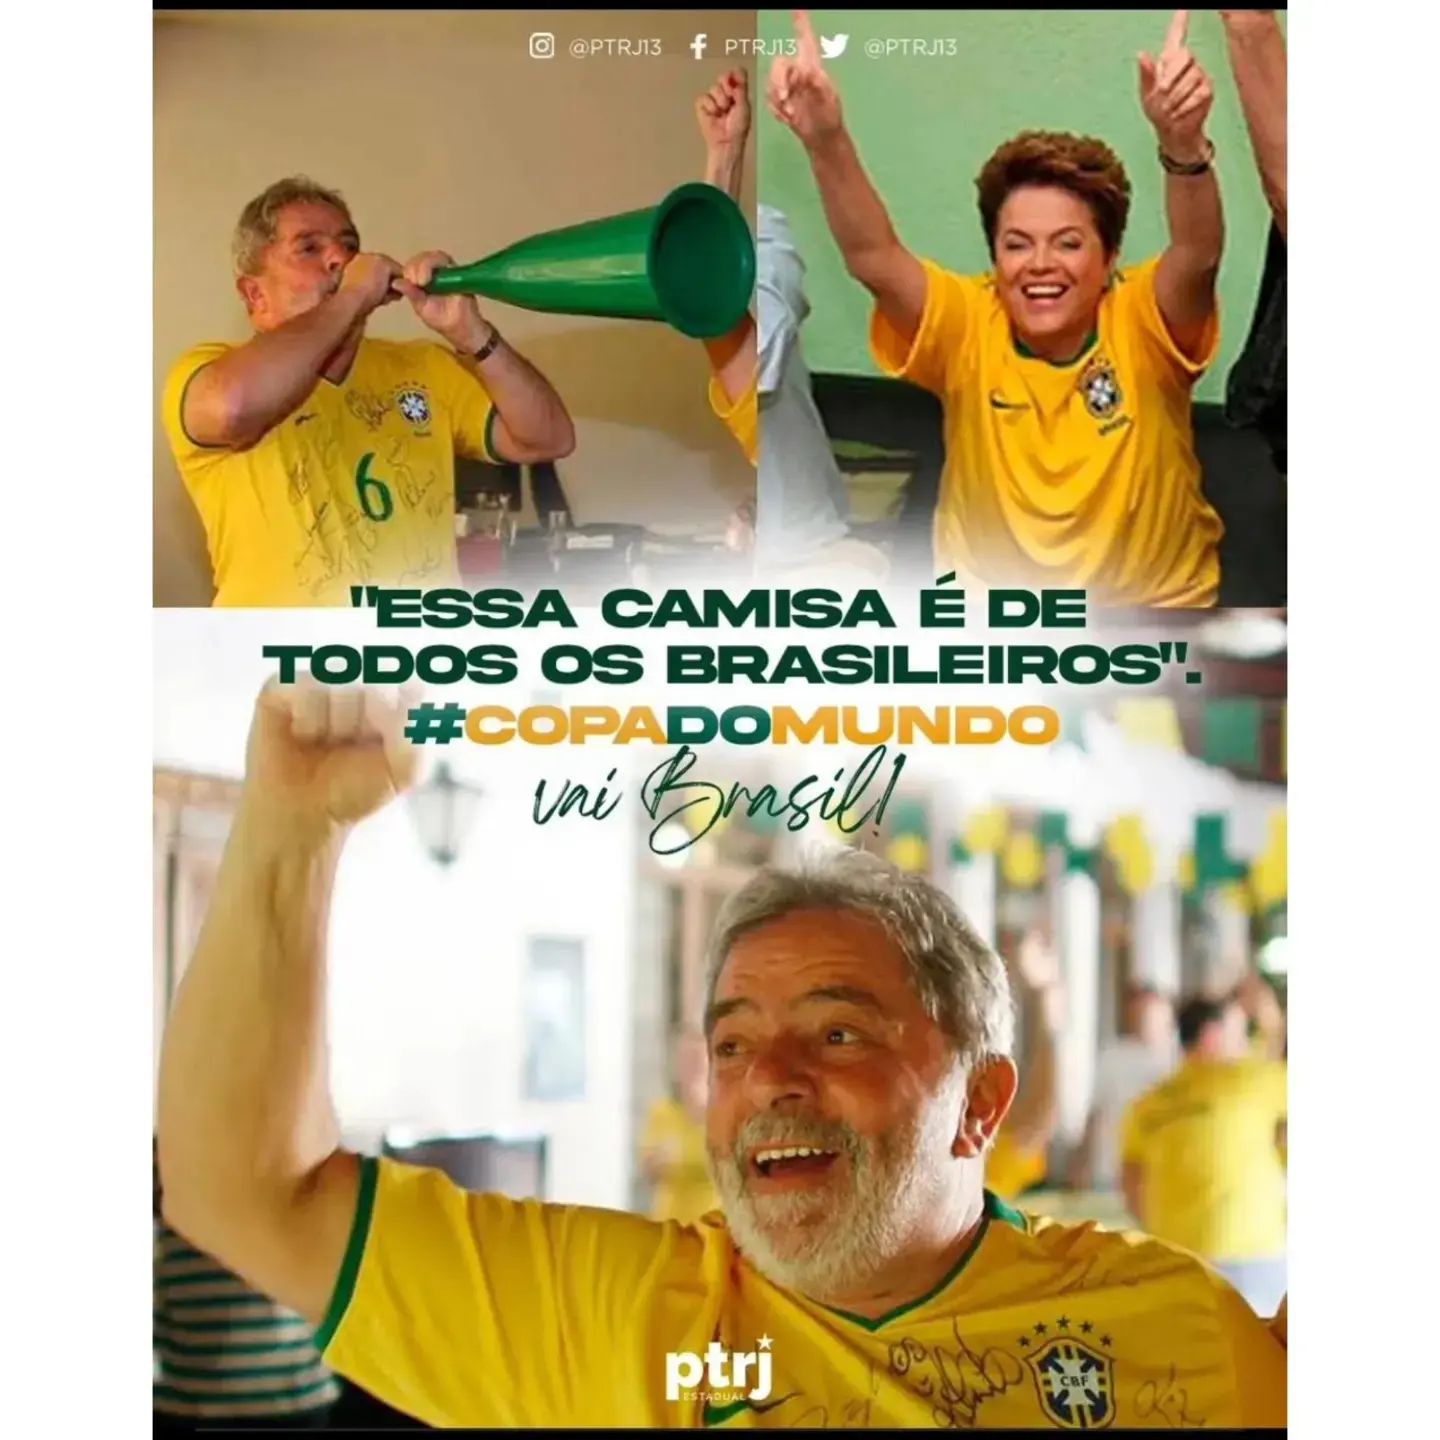 @PTRJ13 PTRJ13 @PTRJ13
6
"ESSA CAMISA É DE
TODOS OS BRASILEIROS".
#COPADOMUNDO
vai Brasil!
CBF
ptrj
ESTADUAL